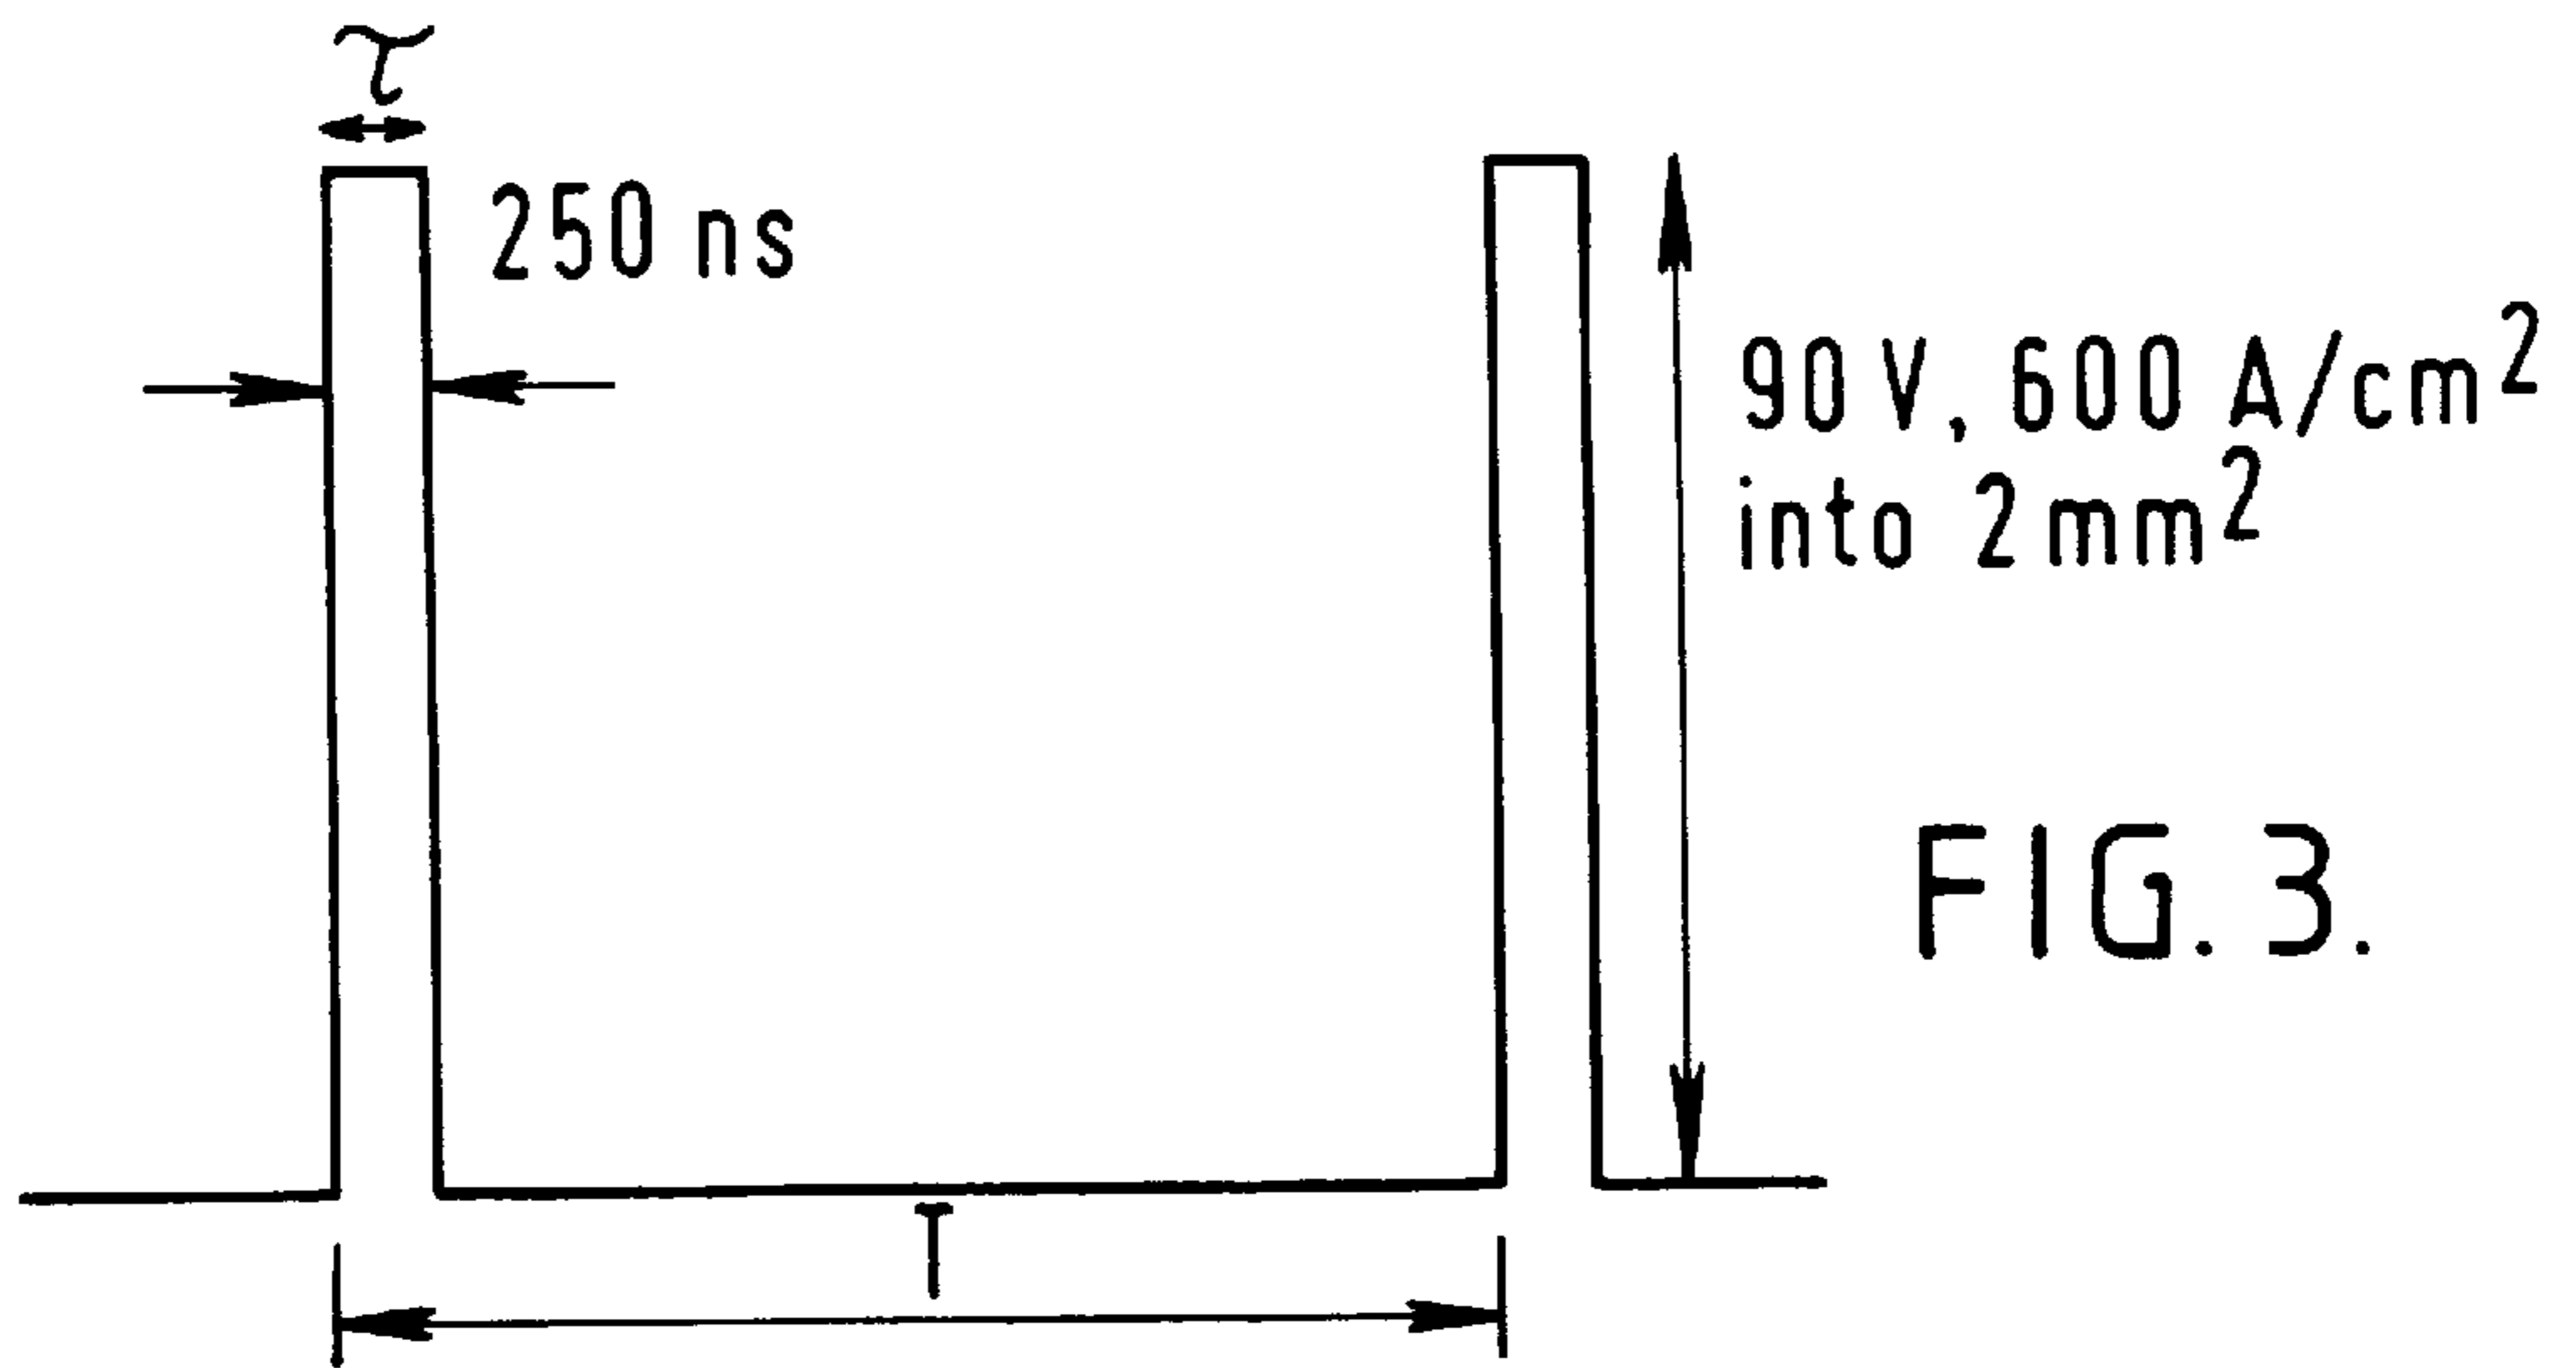 τ
250 ns
90 V, 600 A/cm²
into 2 mm²
FIG. 3.
T